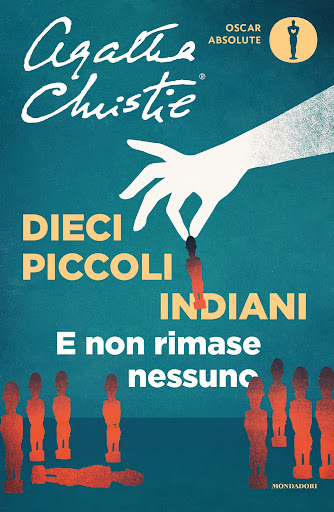 Agatha
Christie®
OSCAR
ABSOLUTE
DIECI
PICCOLI
INDIANI
E non rimase
nessuno
MONDADORI